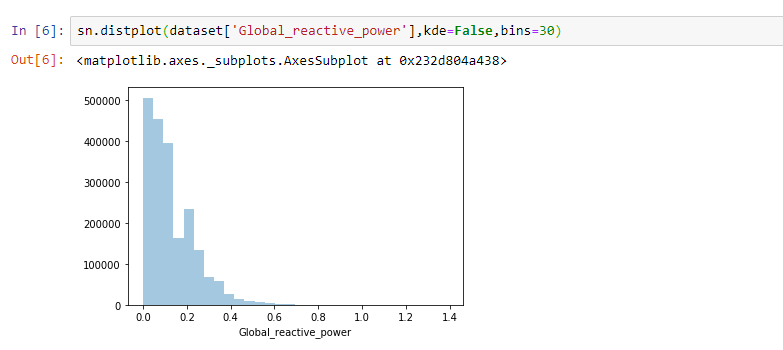 In [6]: sn.distplot(dataset['Global_reactive_power'],kde=False,bins=30)
Out[6]: <matplotlib.axes._subplots.AxesSubplot at 0x232d804a438>
500000
400000
300000
200000
100000
0
0.0 0.2 0.4 0.6 0.8 1.0 1.2 1.4
Global_reactive_power